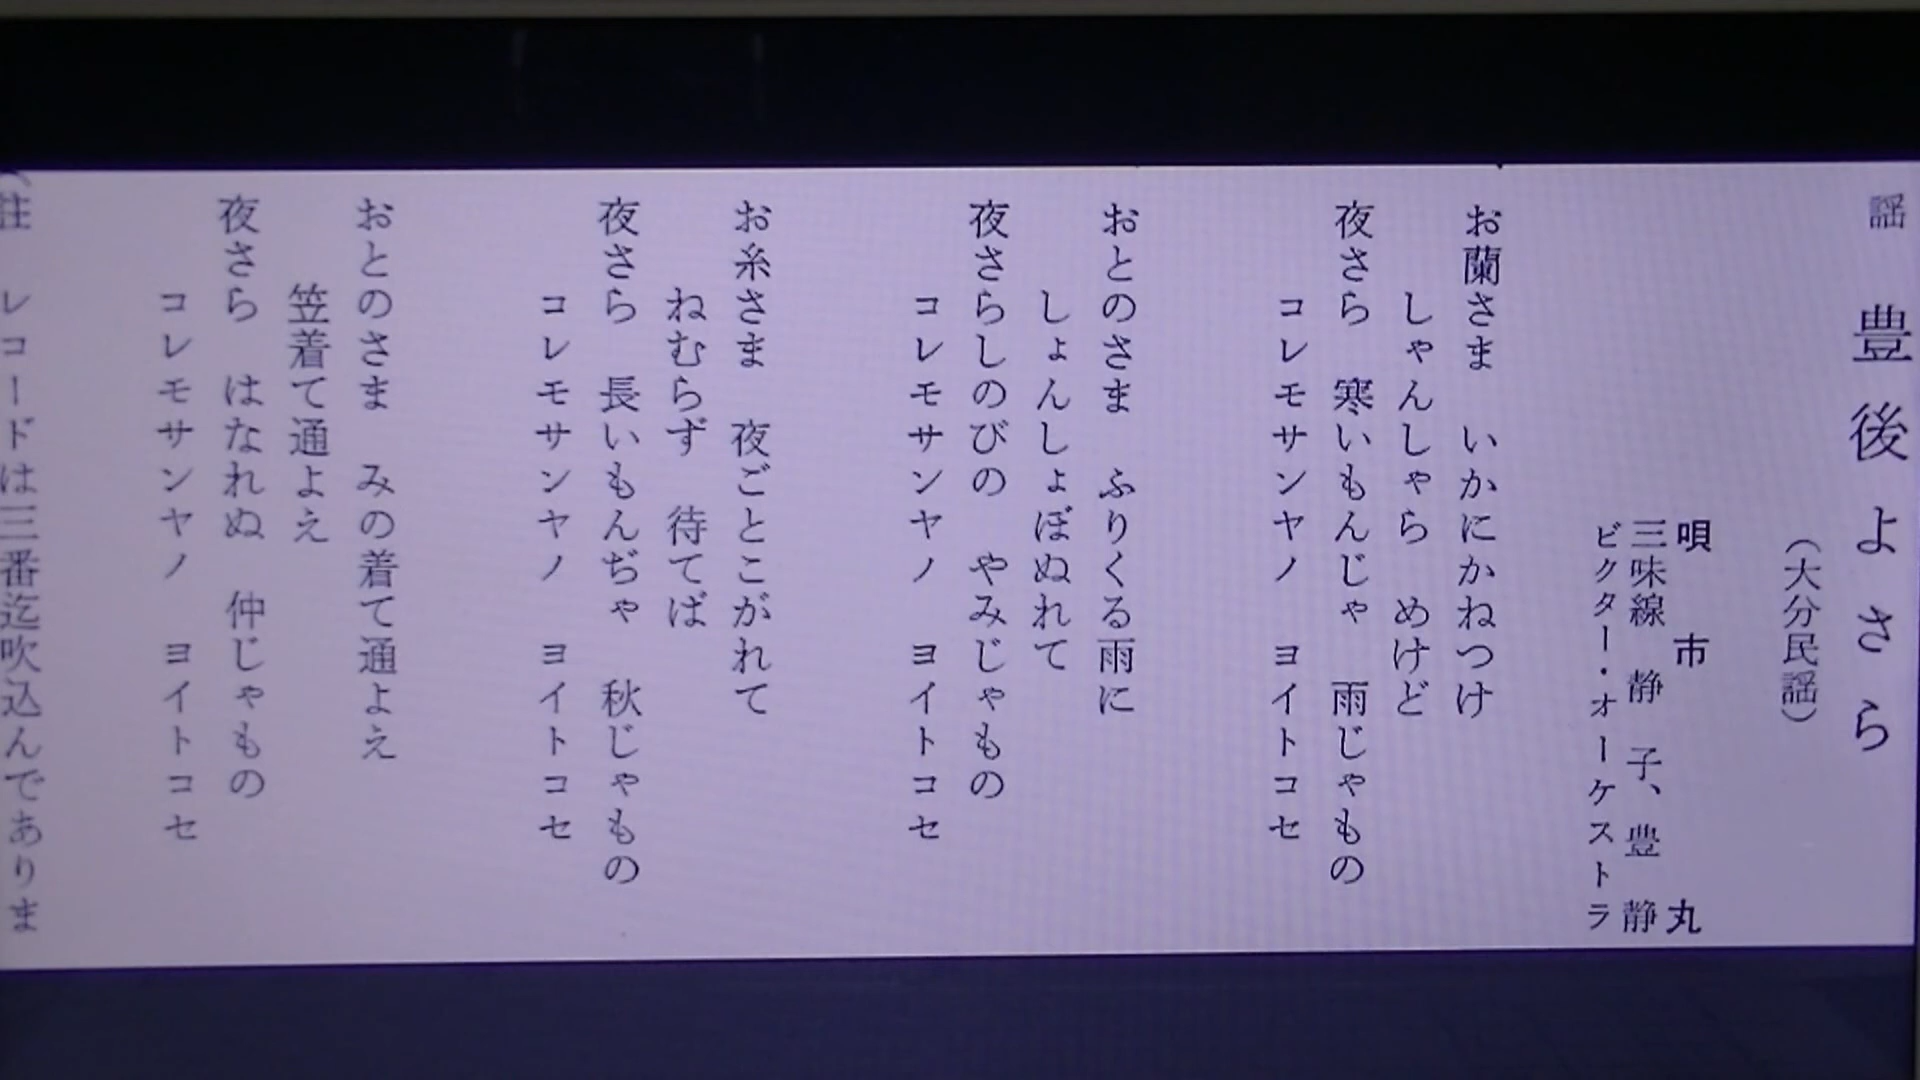 謡 豊後よさら
（大分民謡）
唄 市丸
三味線 静子、豊静
ビクター・オーケストラ
お蘭さま いかにかねつけ
しゃんしゃら めけど
夜さら 寒いもんじゃ 雨じゃもの
コレモサンヤノ ヨイトコセ
おとのさま ふりくる雨に
しょんしょぼぬれて
夜さらしのびの やみじゃもの
コレモサンヤノ ヨイトコセ
お糸さま 夜ごとこがれて
ねむらず 待てば
夜さら 長いもんぢゃ 秋じゃもの
コレモサンヤノ ヨイトコセ
おとのさま みの着て通よえ
笠着て通よえ
夜さら はなれぬ 仲じゃもの
コレモサンヤノ ヨイトコセ
（註 レコードは三番迄吹込んでありま